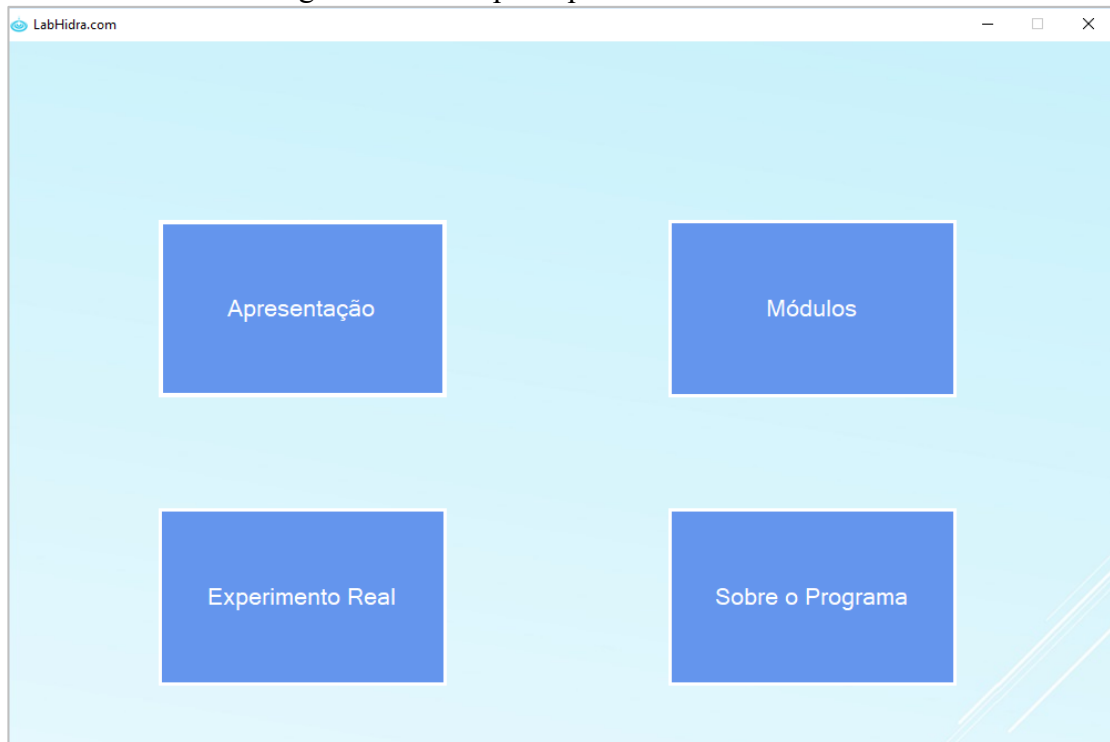 LabHidra.com
Apresentação
Módulos
Experimento Real
Sobre o Programa